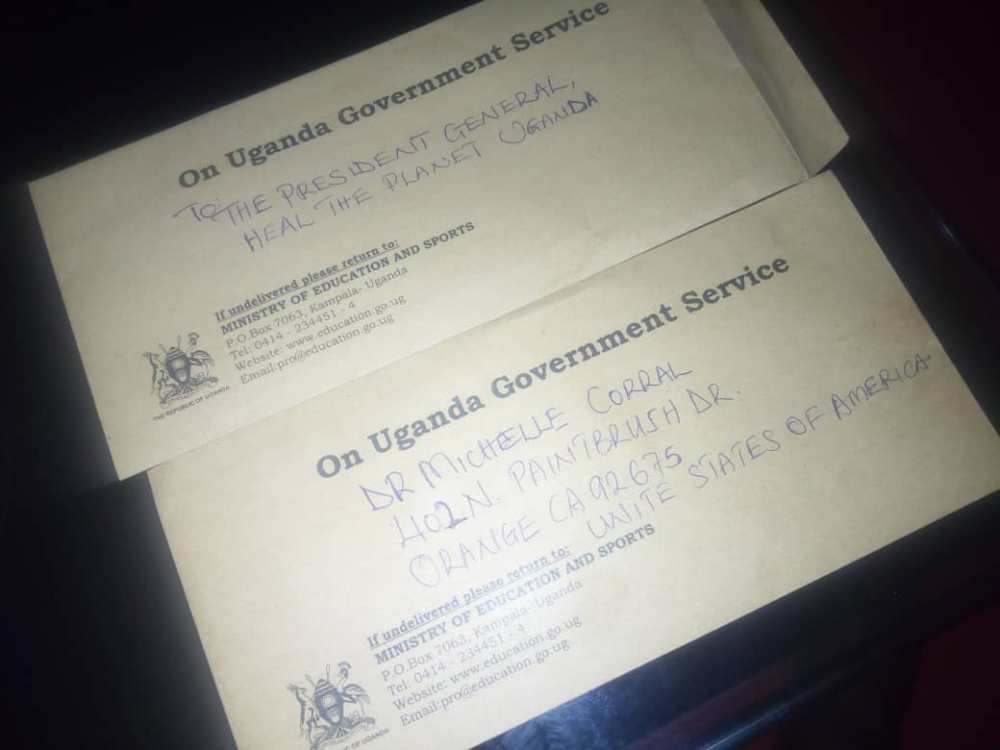 On Uganda Government Service
TO: THE PRESIDENT GENERAL,
HEAL THE PLANET UGANDA
If undelivered please return to:
MINISTRY OF EDUCATION AND SPORTS
P.O.Box 7063, Kampala- Uganda
Tel: 0414 - 234451 - 4
Website: www.education.go.ug
Email:pro@education.go.ug
THE REPUBLIC OF UGANDA
On Uganda Government Service
DR MICHELLE CORRAL
402 N. PAINTBRUSH DR.
ORANGE CA 92675
UNITE STATES OF AMERICA
If undelivered please return to:
MINISTRY OF EDUCATION AND SPORTS
P.O.Box 7063, Kampala- Uganda
Tel: 0414 - 234451 - 4
Website: www.education.go.ug
Email:pro@education.go.ug
REPUBLIC OF UGANDA